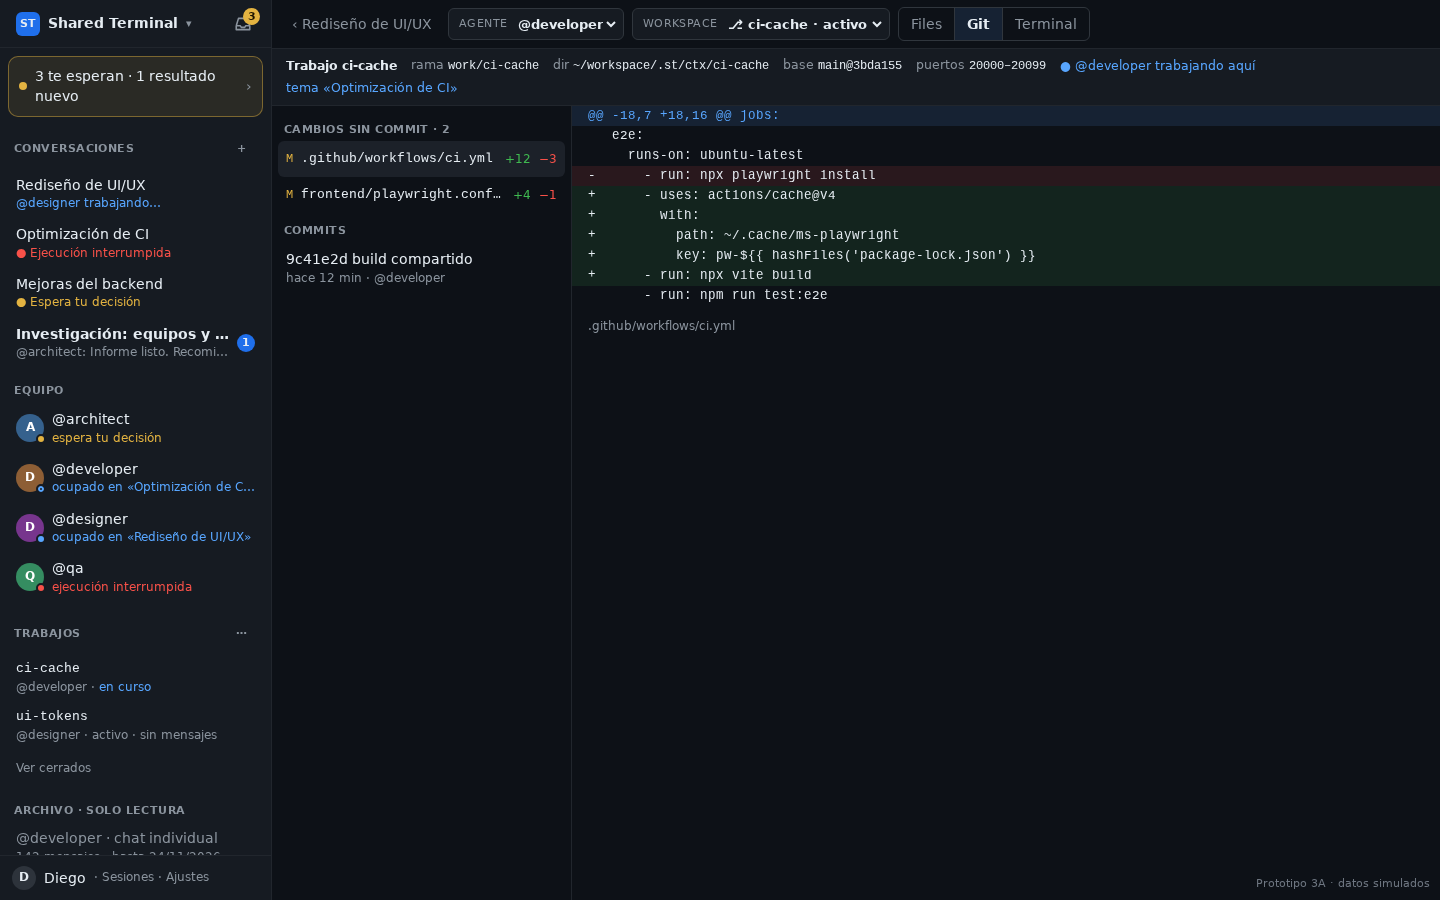 ST Shared Terminal ▾ 3
3 te esperan · 1 resultado
nuevo ›
CONVERSACIONES +
Rediseño de UI/UX
@designer trabajando…
Optimización de CI
● Ejecución interrumpida
Mejoras del backend
● Espera tu decisión
Investigación: equipos y …
@architect: Informe listo. Recomi… 1
EQUIPO
A @architect
espera tu decisión
D @developer
ocupado en «Optimización de C…
D @designer
ocupado en «Rediseño de UI/UX»
Q @qa
ejecución interrumpida
TRABAJOS ···
ci-cache
@developer · en curso
ui-tokens
@designer · activo · sin mensajes
Ver cerrados
ARCHIVO · SOLO LECTURA
@developer · chat individual
D Diego · Sesiones · Ajustes
‹ Rediseño de UI/UX AGENTE @developer WORKSPACE ⎇ ci-cache · activo Files Git Terminal
Trabajo ci-cache rama work/ci-cache dir ~/workspace/.st/ctx/ci-cache base main@3bda155 puertos 20000–20099 ● @developer trabajando aquí
tema «Optimización de CI»
CAMBIOS SIN COMMIT · 2
M .github/workflows/ci.yml +12 −3
M frontend/playwright.conf… +4 −1
COMMITS
9c41e2d build compartido
hace 12 min · @developer
@@ -18,7 +18,16 @@ jobs:
e2e:
runs-on: ubuntu-latest
- - run: npx playwright install
+ - uses: actions/cache@v4
+ with:
+ path: ~/.cache/ms-playwright
+ key: pw-${{ hashFiles('package-lock.json') }}
+ - run: npx vite build
- run: npm run test:e2e
.github/workflows/ci.yml
Prototipo 3A · datos simulados